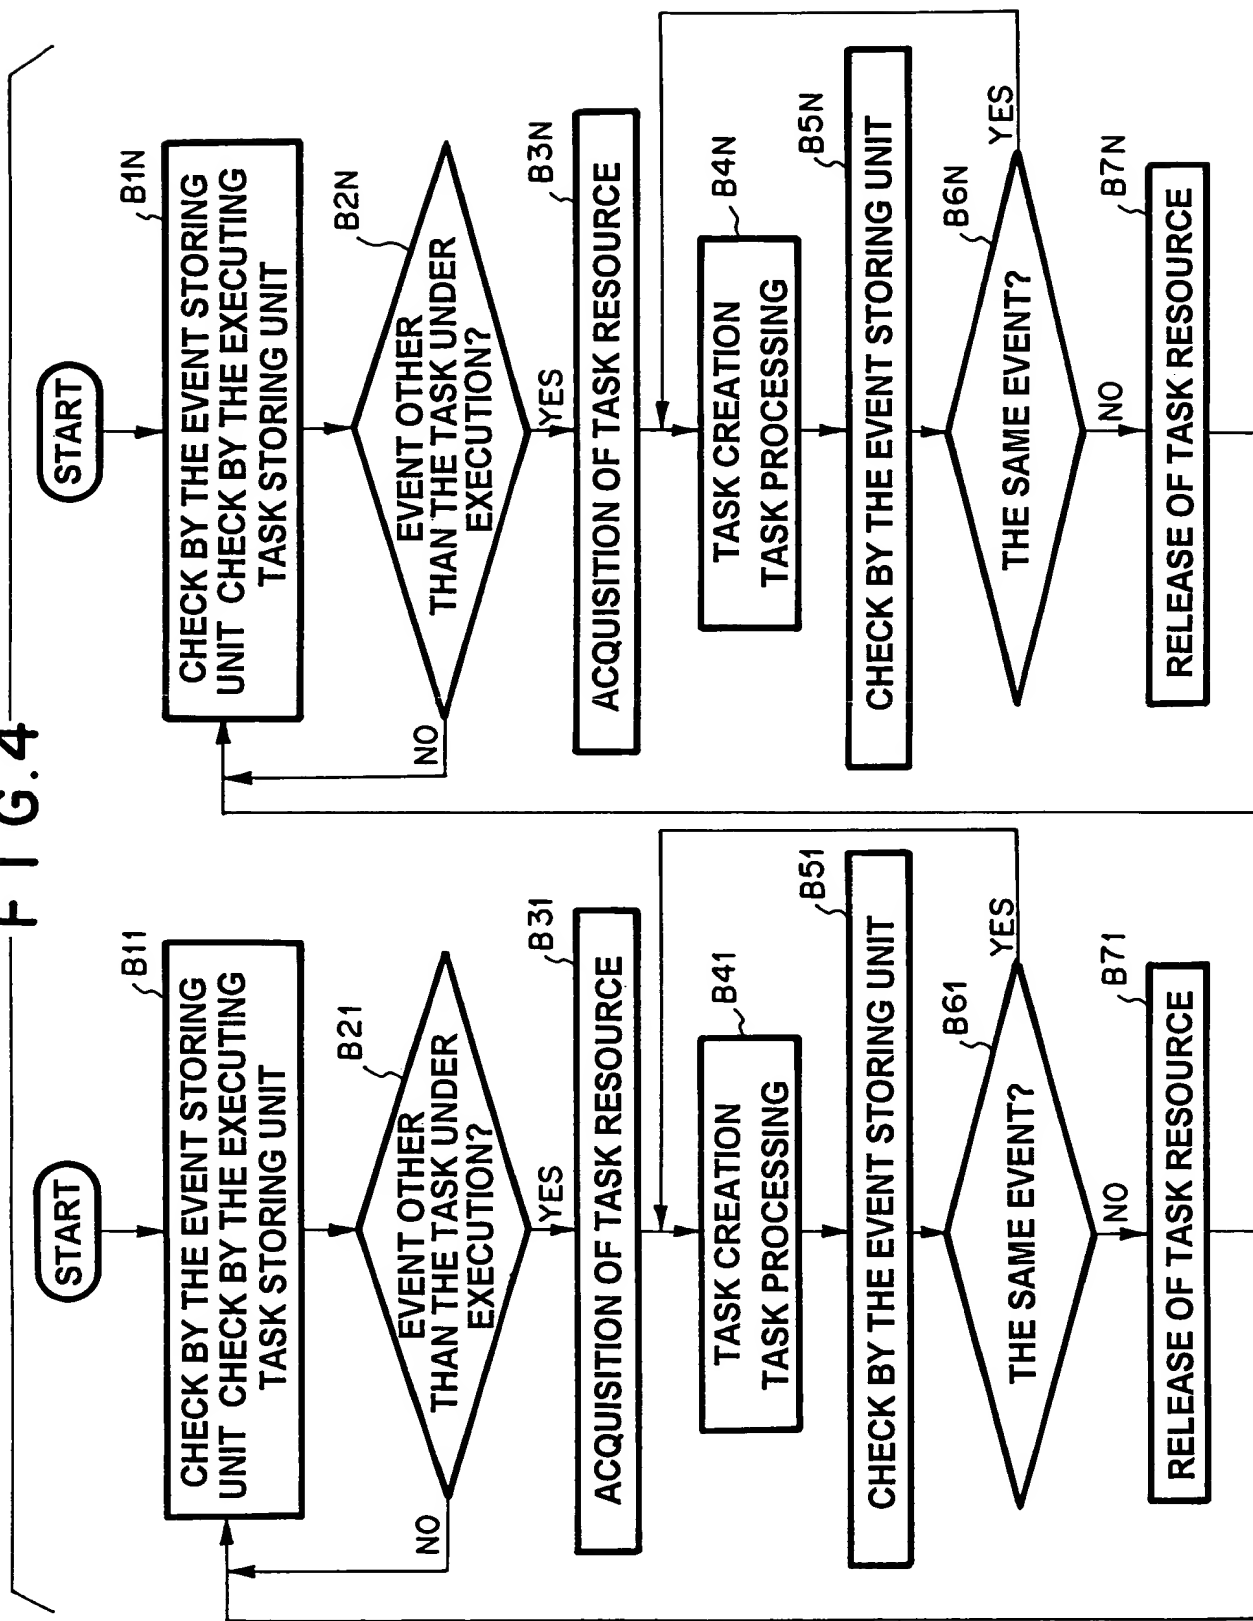 FIG.4
START
B11
CHECK BY THE EVENT STORING
UNIT CHECK BY THE EXECUTING
TASK STORING UNIT
B21
EVENT OTHER
THAN THE TASK UNDER
EXECUTION?
NO
YES
B31
ACQUISITION OF TASK RESOURCE
B41
TASK CREATION
TASK PROCESSING
B51
CHECK BY THE EVENT STORING UNIT
B61
THE SAME EVENT?
YES
NO
B71
RELEASE OF TASK RESOURCE
START
B1N
CHECK BY THE EVENT STORING
UNIT CHECK BY THE EXECUTING
TASK STORING UNIT
B2N
EVENT OTHER
THAN THE TASK UNDER
EXECUTION?
NO
YES
B3N
ACQUISITION OF TASK RESOURCE
B4N
TASK CREATION
TASK PROCESSING
B5N
CHECK BY THE EVENT STORING UNIT
B6N
THE SAME EVENT?
YES
NO
B7N
RELEASE OF TASK RESOURCE